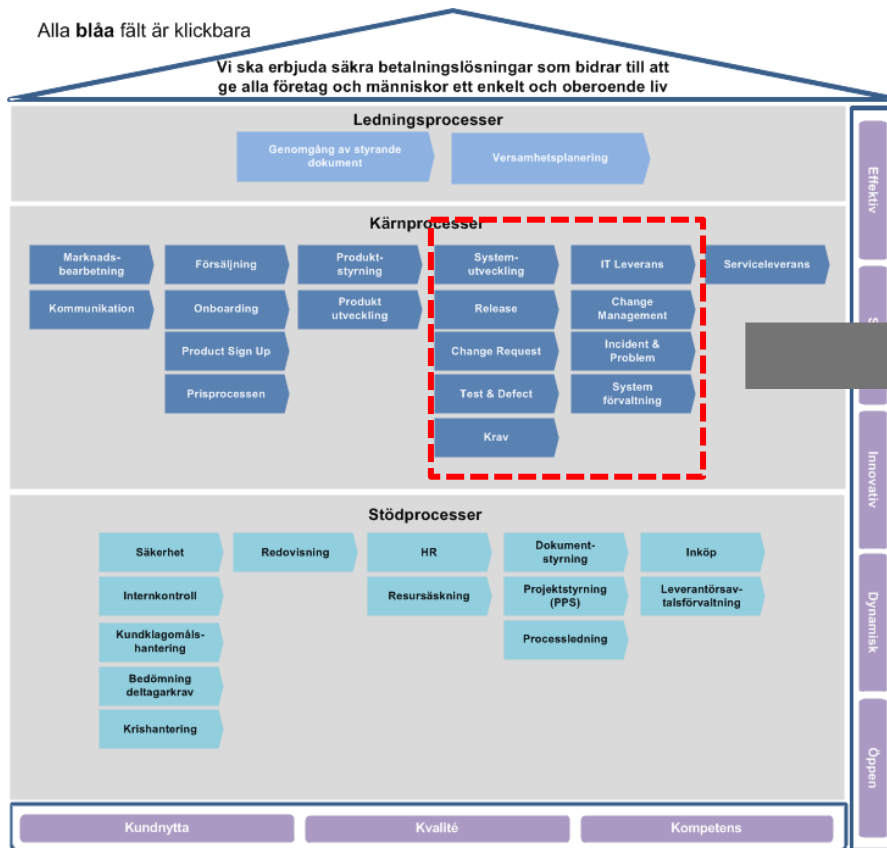 Alla blåa fält är klickbara
Vi ska erbjuda säkra betalningslösningar som bidrar till att
ge alla företag och människor ett enkelt och oberoende liv
Ledningsprocesser
Genomgång av styrande
dokument
Versamhetsplanering
Kärnprocesser
Marknads-
bearbetning
Försäljning
Produkt-
styrning
System-
utveckling
IT Leverans
Serviceleverans
Kommunikation
Onboarding
Produkt
utveckling
Release
Change
Management
Product Sign Up
Change Request
Incident &
Problem
Prisprocessen
Test & Defect
System
förvaltning
Krav
Stödprocesser
Säkerhet
Redovisning
HR
Dokument-
styrning
Inköp
Internkontroll
Resursäskning
Projektstyrning
(PPS)
Leverantörsav-
talsförvaltning
Kundklagomåls-
hantering
Processledning
Bedömning
deltagarkrav
Krishantering
Effektiv
Innovativ
Dynamisk
Öppen
Kundnytta
Kvalité
Kompetens